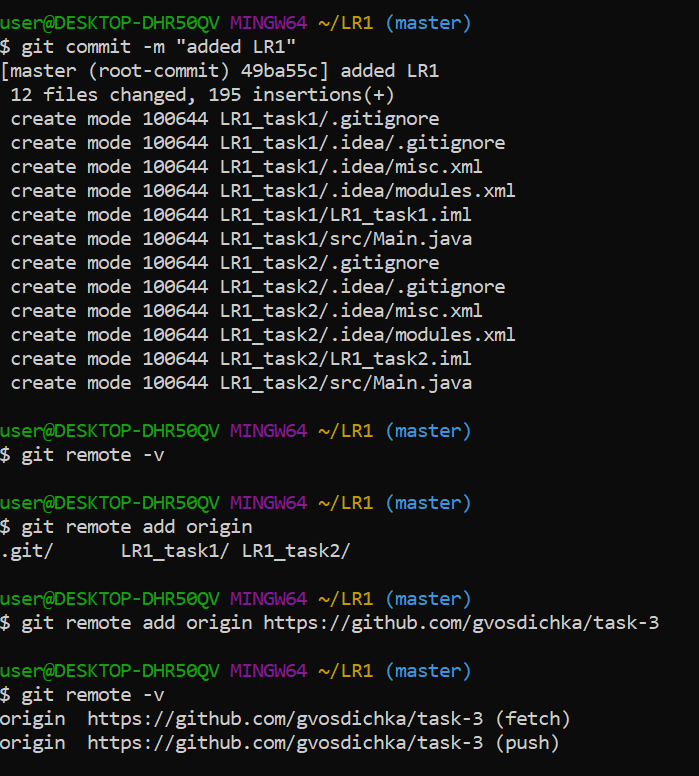 user@DESKTOP-DHR50QV MINGW64 ~/LR1 (master)
$ git commit -m "added LR1"
[master (root-commit) 49ba55c] added LR1
 12 files changed, 195 insertions(+)
 create mode 100644 LR1_task1/.gitignore
 create mode 100644 LR1_task1/.idea/.gitignore
 create mode 100644 LR1_task1/.idea/misc.xml
 create mode 100644 LR1_task1/.idea/modules.xml
 create mode 100644 LR1_task1/LR1_task1.iml
 create mode 100644 LR1_task1/src/Main.java
 create mode 100644 LR1_task2/.gitignore
 create mode 100644 LR1_task2/.idea/.gitignore
 create mode 100644 LR1_task2/.idea/misc.xml
 create mode 100644 LR1_task2/.idea/modules.xml
 create mode 100644 LR1_task2/LR1_task2.iml
 create mode 100644 LR1_task2/src/Main.java
user@DESKTOP-DHR50QV MINGW64 ~/LR1 (master)
$ git remote -v
user@DESKTOP-DHR50QV MINGW64 ~/LR1 (master)
$ git remote add origin
.git/      LR1_task1/ LR1_task2/
user@DESKTOP-DHR50QV MINGW64 ~/LR1 (master)
$ git remote add origin https://github.com/gvosdichka/task-3
user@DESKTOP-DHR50QV MINGW64 ~/LR1 (master)
$ git remote -v
origin  https://github.com/gvosdichka/task-3 (fetch)
origin  https://github.com/gvosdichka/task-3 (push)